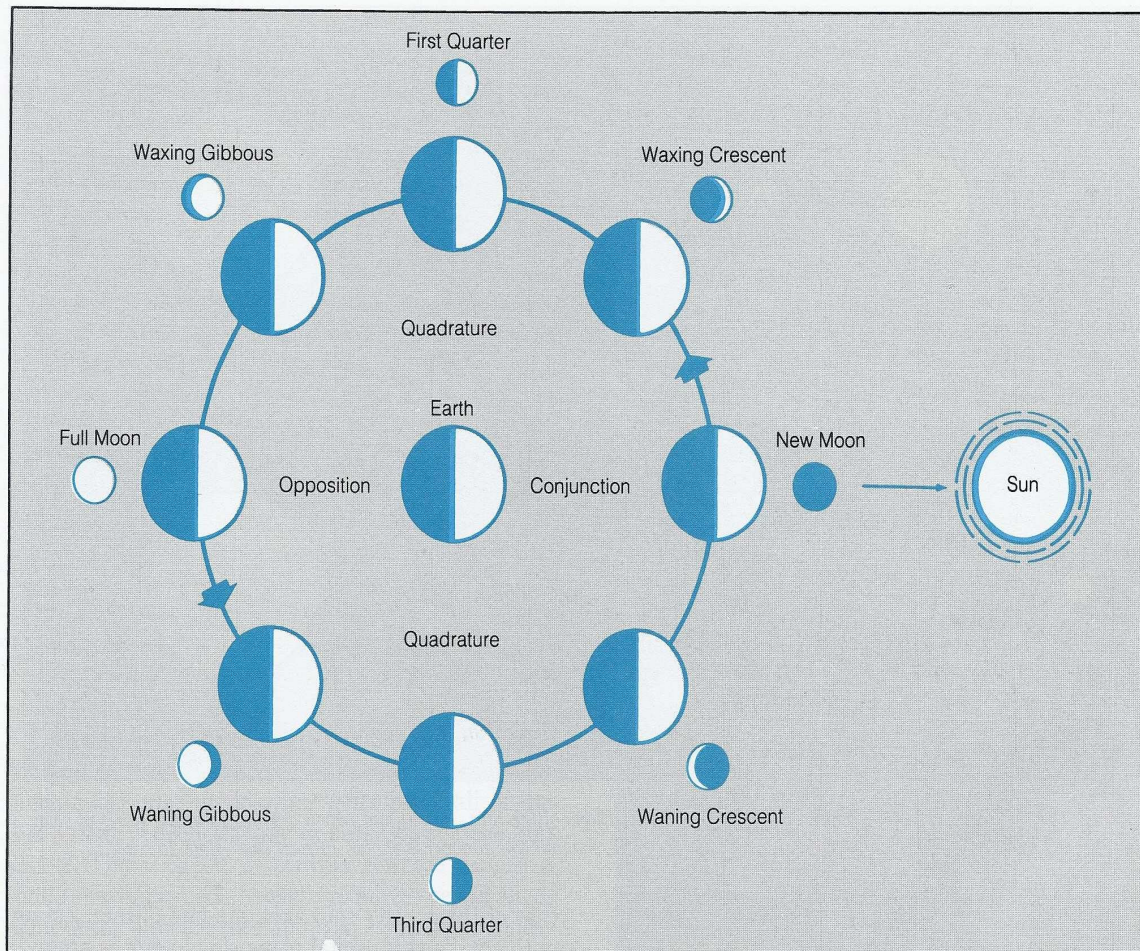 First Quarter
Waxing Gibbous
Waxing Crescent
Quadrature
Earth
Full Moon
New Moon
Opposition
Conjunction
Sun
Quadrature
Waning Gibbous
Waning Crescent
Third Quarter